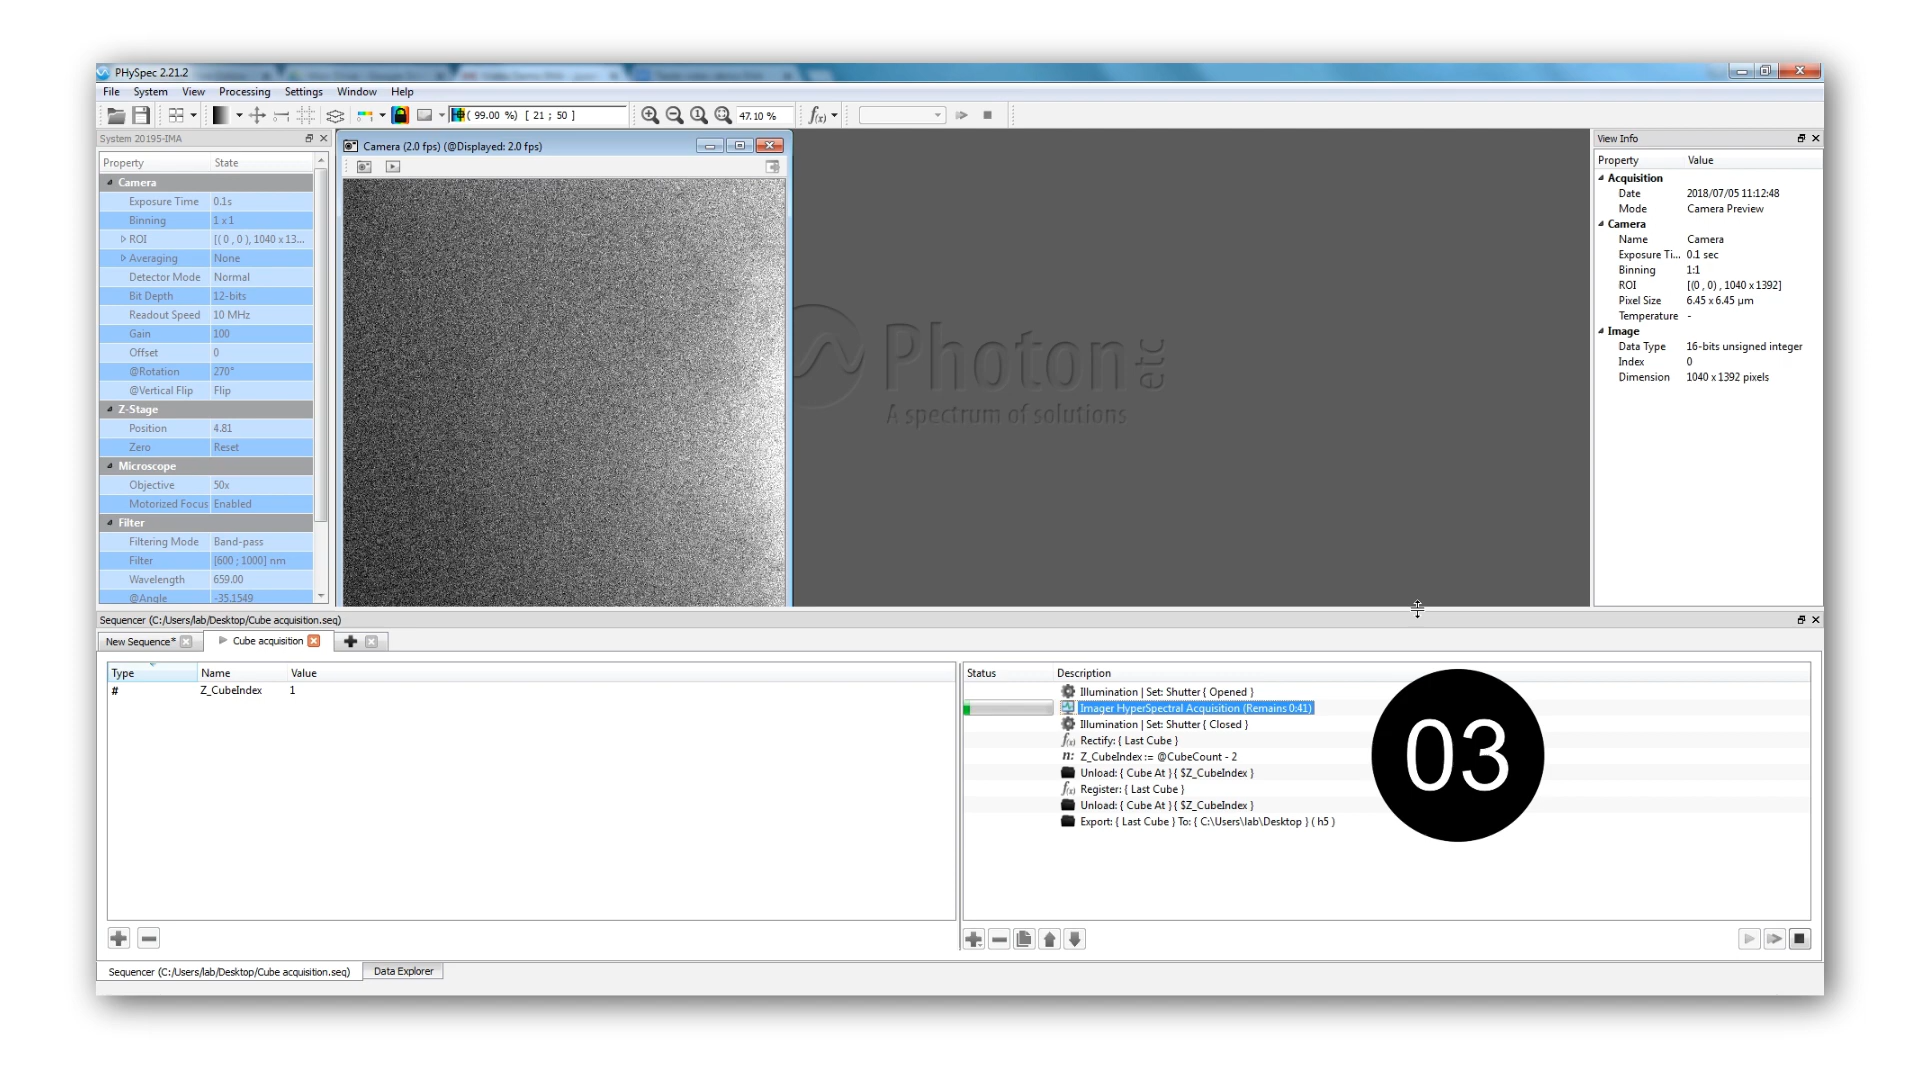 PHySpec 2.21.2
File System View Processing Settings Window Help
( 99.00 %) [ 21 ; 50 ] 47.10 % f(x)
System 20195-IMA
Property State
Camera
Exposure Time 0.1s
Binning 1 x 1
ROI [( 0 , 0 ), 1040 x 13...
Averaging None
Detector Mode Normal
Bit Depth 12-bits
Readout Speed 10 MHz
Gain 100
Offset 0
@Rotation 270°
@Vertical Flip Flip
Z-Stage
Position 4.81
Zero Reset
Microscope
Objective 50x
Motorized Focus Enabled
Filter
Filtering Mode Band-pass
Filter [600 ; 1000] nm
Wavelength 659.00
@Angle -35.1549
Camera (2.0 fps) (@Displayed: 2.0 fps)
Photon etc
A spectrum of solutions
View Info
Property Value
Acquisition
Date 2018/07/05 11:12:48
Mode Camera Preview
Camera
Name Camera
Exposure Ti... 0.1 sec
Binning 1:1
ROI [(0 , 0) , 1040 x 1392]
Pixel Size 6.45 x 6.45 µm
Temperature -
Image
Data Type 16-bits unsigned integer
Index 0
Dimension 1040 x 1392 pixels
Sequencer (C:/Users/lab/Desktop/Cube acquisition.seq)
New Sequence* Cube acquisition
Type Name Value
# Z_CubeIndex 1
Status Description
Illumination | Set: Shutter { Opened }
Imager HyperSpectral Acquisition (Remains 0:41)
Illumination | Set: Shutter { Closed }
f(x) Rectify: { Last Cube }
n: Z_CubeIndex := @CubeCount - 2
Unload: { Cube At } { $Z_CubeIndex }
f(x) Register: { Last Cube }
Unload: { Cube At } { $Z_CubeIndex }
Export: { Last Cube } To: { C:\Users\lab\Desktop } ( h5 )
03
Sequencer (C:/Users/lab/Desktop/Cube acquisition.seq) Data Explorer